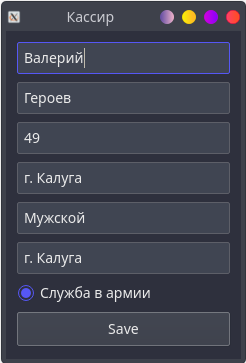 Кассир
Валерий
Героев
49
г. Калуга
Мужской
г. Калуга
Служба в армии
Save